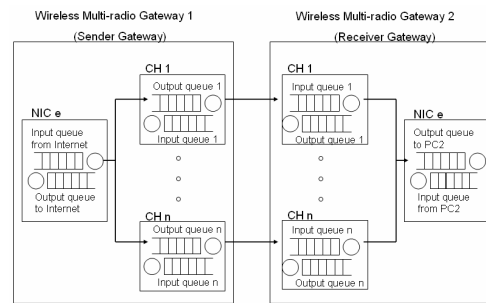 Wireless Multi-radio Gateway 1
(Sender Gateway)
Wireless Multi-radio Gateway 2
(Receiver Gateway)
NIC e
Input queue
from Internet
Output queue
to Internet
CH 1
Output queue 1
Input queue 1
CH n
Output queue n
Input queue n
CH 1
Input queue 1
Output queue 1
CH n
Input queue n
Output queue n
NIC e
Output queue
to PC2
Input queue
from PC2